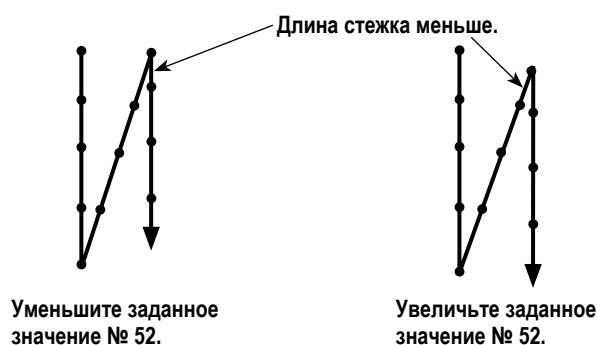 Длина стежка меньше.
Уменьшите заданное
значение № 52.
Увеличьте заданное
значение № 52.